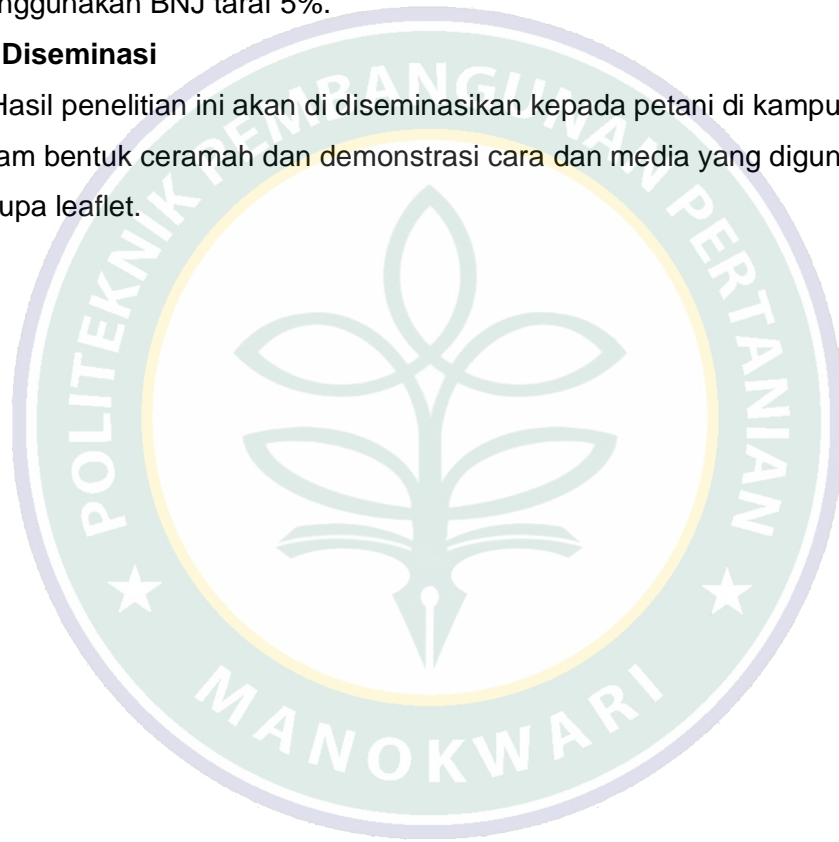 nggunakan BNJ taraf 5%.
Diseminasi
Hasil penelitian ini akan di diseminasikan kepada petani di kampu
am bentuk ceramah dan demonstrasi cara dan media yang digun
upa leaflet.
POLITEKNIK PEMBANGUNAN PERTANIAN
MANOKWARI